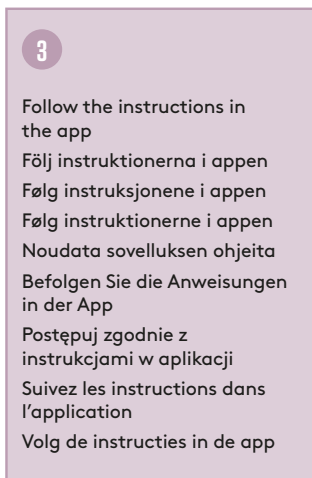 3
Follow the instructions in
the app
Följ instruktionerna i appen
Følg instruksjonene i appen
Følg instruktionerne i appen
Noudata sovelluksen ohjeita
Befolgen Sie die Anweisungen
in der App
Postępuj zgodnie z
instrukcjami w aplikacji
Suivez les instructions dans
l’application
Volg de instructies in de app